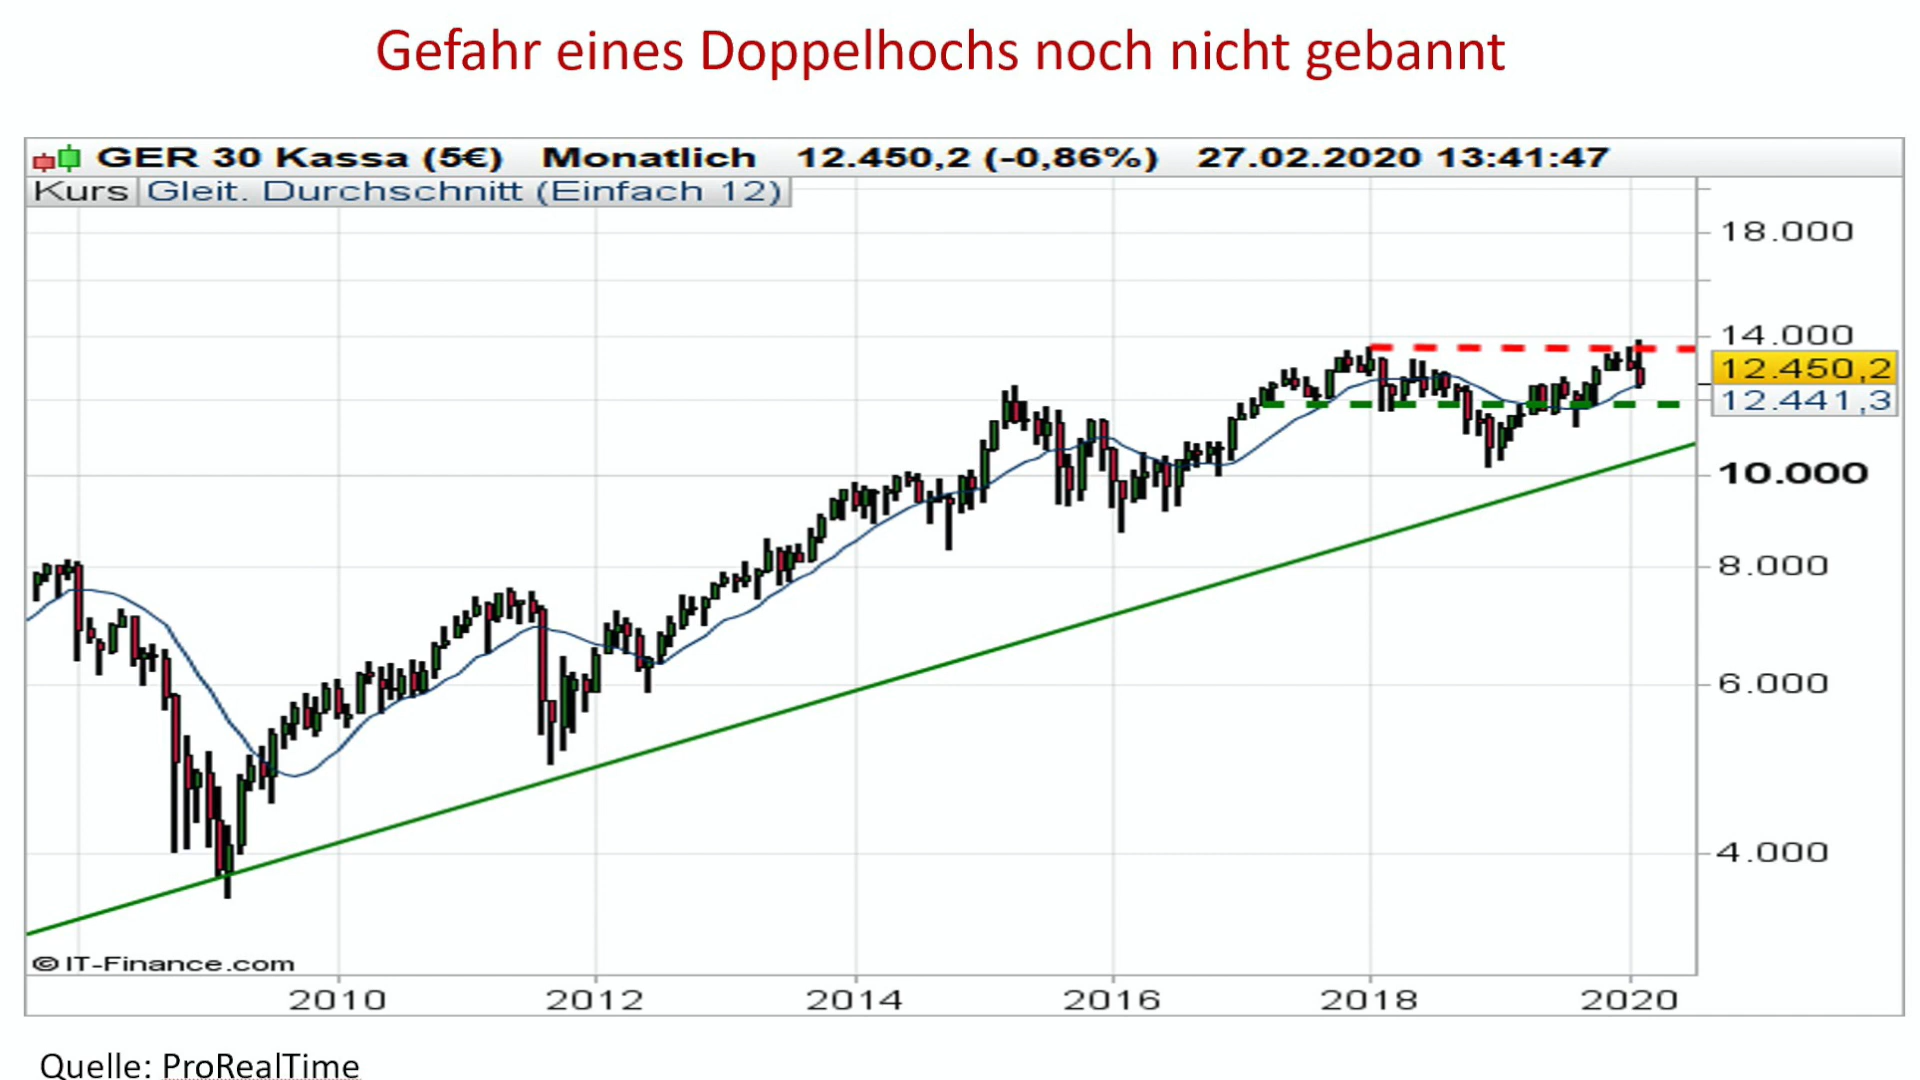 Gefahr eines Doppelhochs noch nicht gebannt
GER 30 Kassa (5€) Monatlich 12.450,2 (-0,86%) 27.02.2020 13:41:47
Kurs Gleit. Durchschnitt (Einfach 12)
18.000
14.000
12.450,2
12.441,3
10.000
8.000
6.000
4.000
© IT-Finance.com
2010 2012 2014 2016 2018 2020
Quelle: ProRealTime